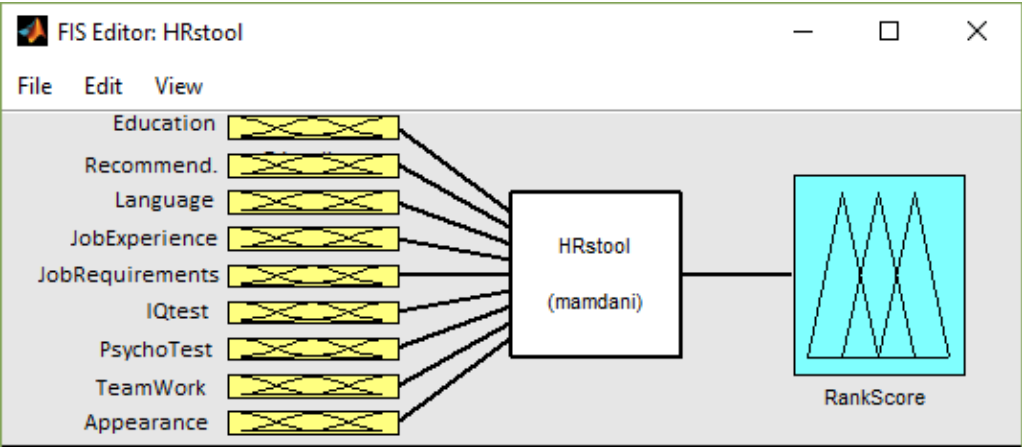 FIS Editor: HRstool
File Edit View
Education
Recommend.
Language
JobExperience
JobRequirements
IQtest
PsychoTest
TeamWork
Appearance
HRstool
(mamdani)
RankScore